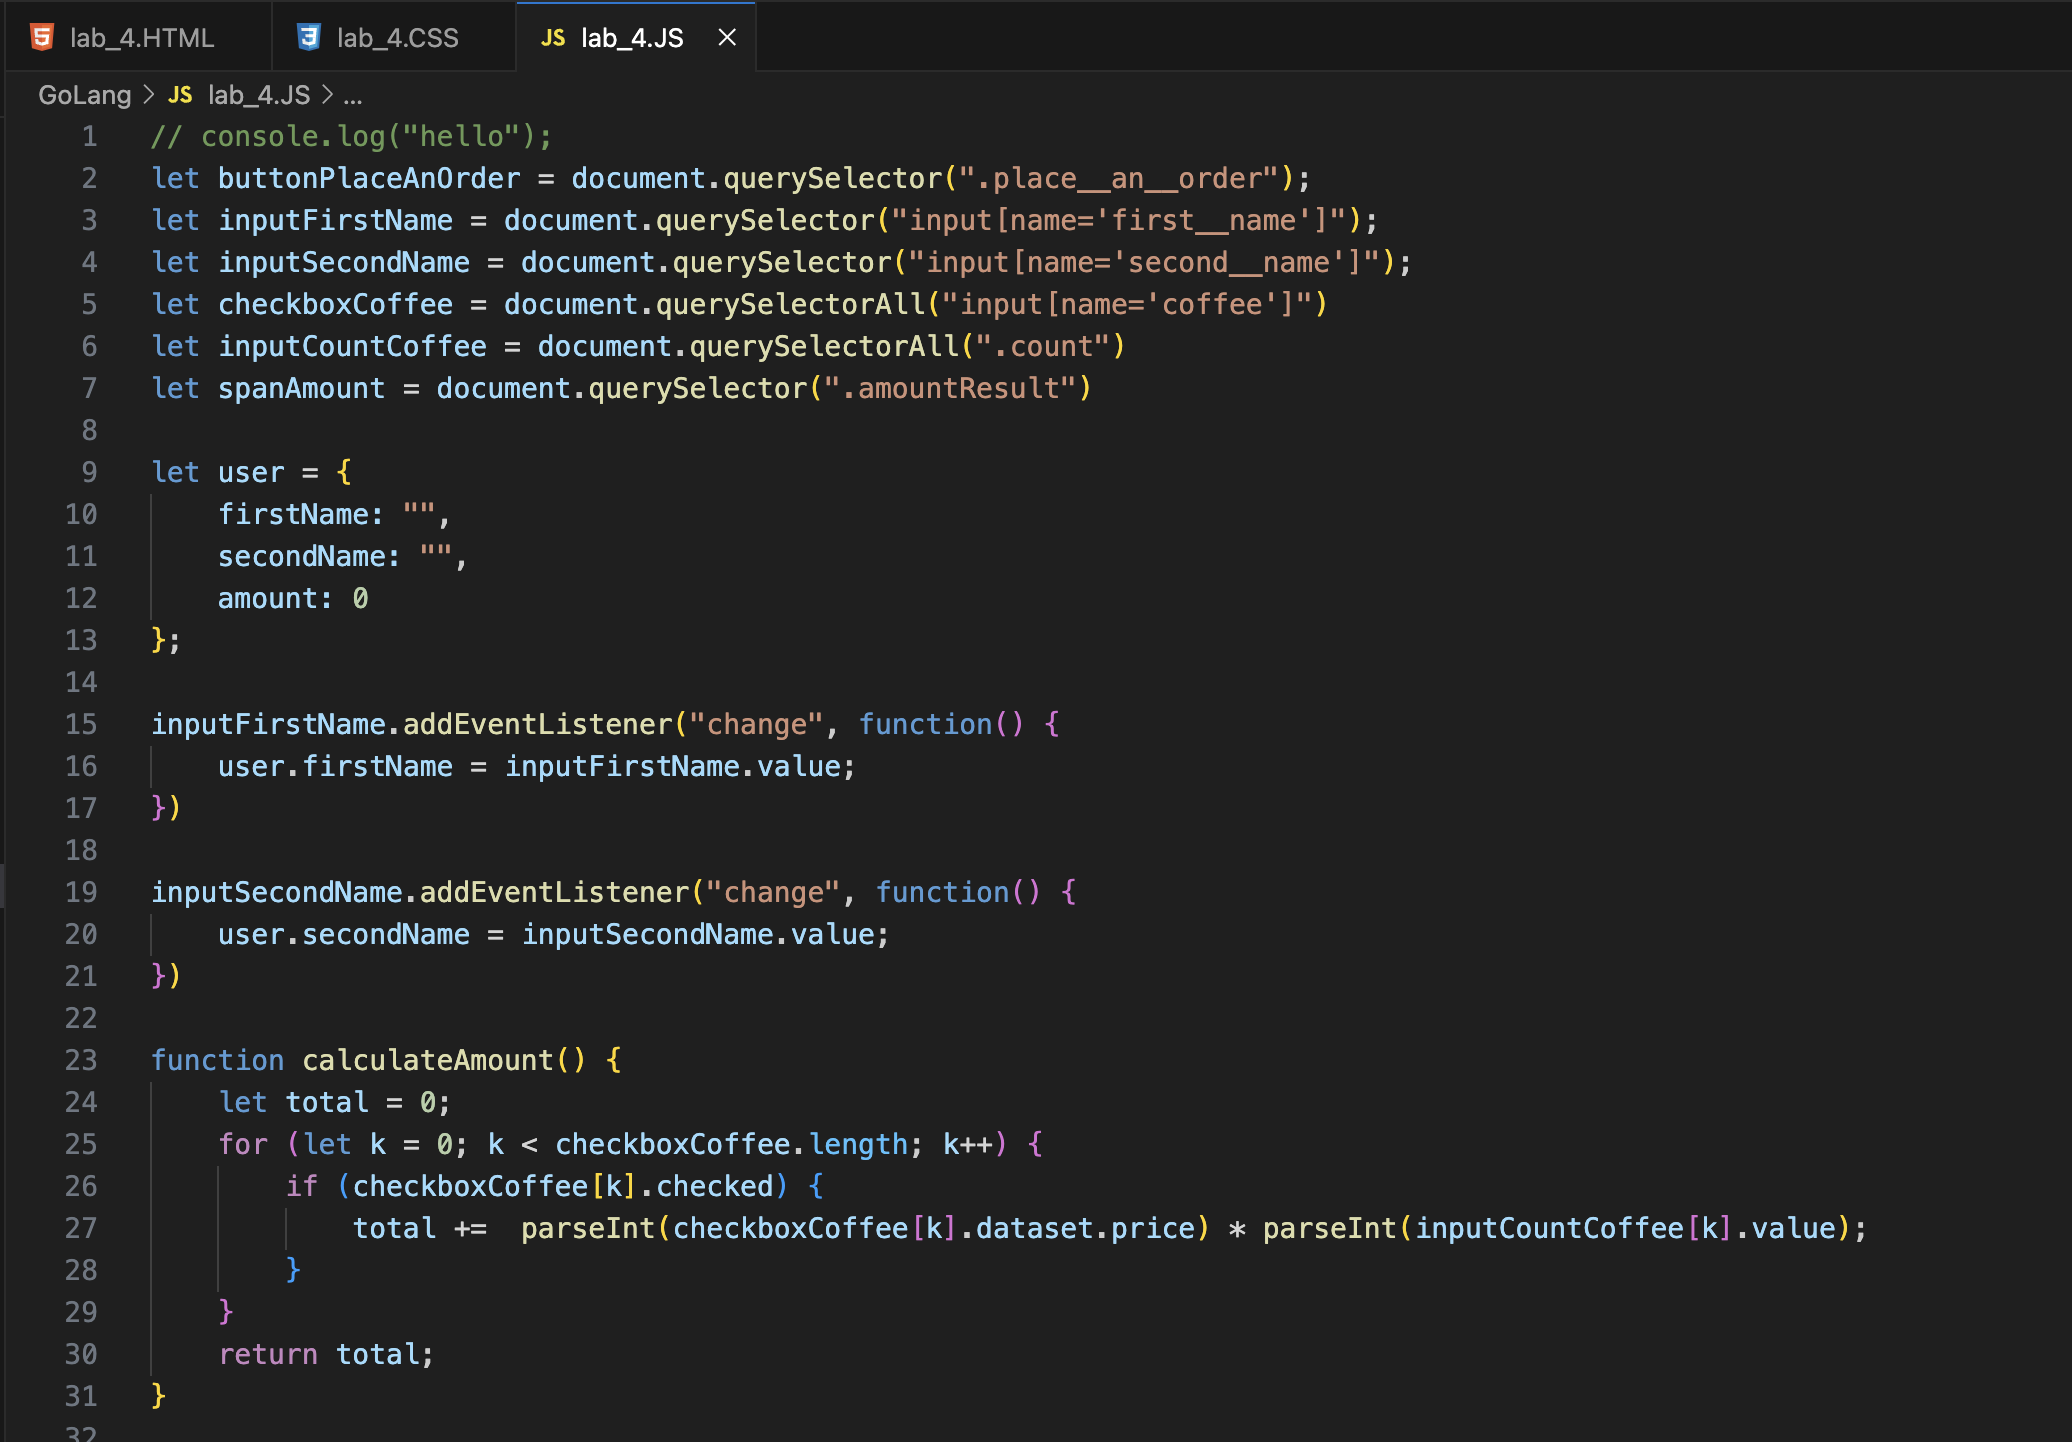 lab_4.HTML lab_4.CSS JS lab_4.JS
GoLang > JS lab_4.JS > ...
1 // console.log("hello");
2 let buttonPlaceAnOrder = document.querySelector(".place__an__order");
3 let inputFirstName = document.querySelector("input[name='first__name']");
4 let inputSecondName = document.querySelector("input[name='second__name']");
5 let checkboxCoffee = document.querySelectorAll("input[name='coffee']")
6 let inputCountCoffee = document.querySelectorAll(".count")
7 let spanAmount = document.querySelector(".amountResult")
8
9 let user = {
10     firstName: "",
11     secondName: "",
12     amount: 0
13 };
14
15 inputFirstName.addEventListener("change", function() {
16     user.firstName = inputFirstName.value;
17 })
18
19 inputSecondName.addEventListener("change", function() {
20     user.secondName = inputSecondName.value;
21 })
22
23 function calculateAmount() {
24     let total = 0;
25     for (let k = 0; k < checkboxCoffee.length; k++) {
26         if (checkboxCoffee[k].checked) {
27             total +=  parseInt(checkboxCoffee[k].dataset.price) * parseInt(inputCountCoffee[k].value);
28         }
29     }
30     return total;
31 }
32